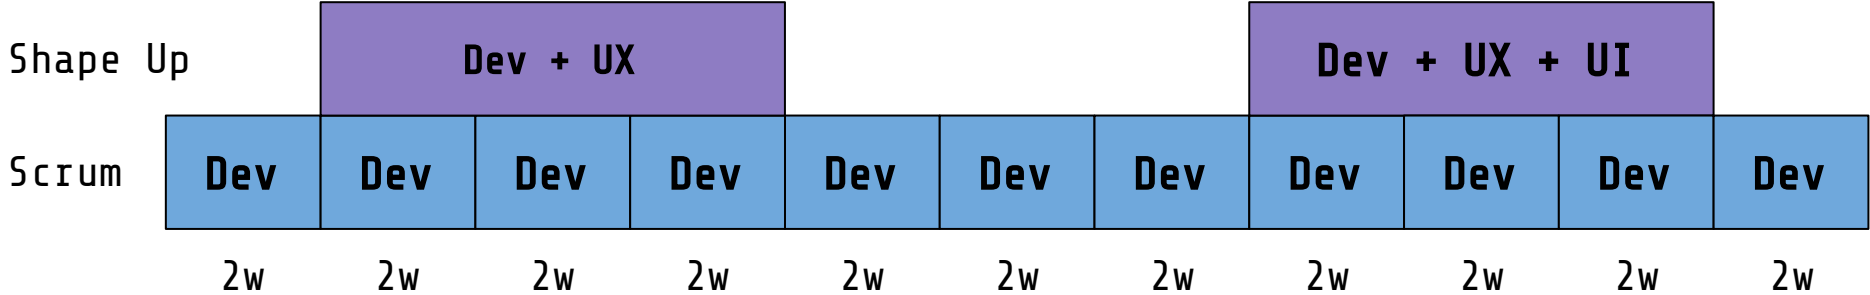 Shape Up Dev + UX Dev + UX + UI
Scrum Dev Dev Dev Dev Dev Dev Dev Dev Dev Dev Dev
2w 2w 2w 2w 2w 2w 2w 2w 2w 2w 2w